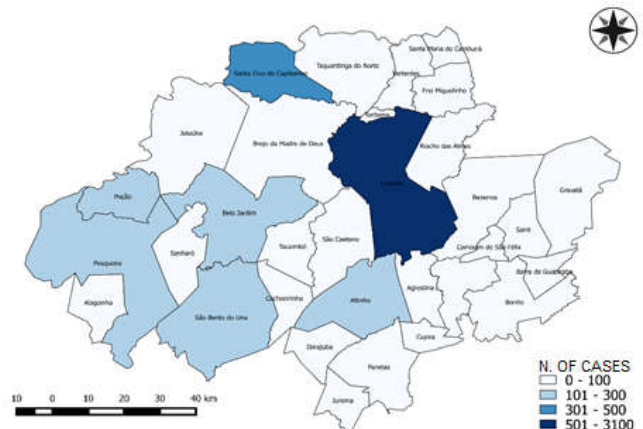 Santa Cruz do Capibaribe
Taquaritinga do Norte
Santa Maria do Cambucá
Vertentes
Frei Miguelinho
Toritama
Jataúba
Brejo da Madre de Deus
Riacho das Almas
Caruaru
Poção
Belo Jardim
Bezerros
Gravatá
Sanharó
Tacaimbó
São Caetano
Sairé
Camocim de São Félix
Pesqueira
Barra de Guabiraba
Alagoinha
São Bento do Una
Cachoeirinha
Altinho
Agrestina
Bonito
Ibirajuba
Cupira
Panelas
Jurema
N. OF CASES
0 - 100
101 - 300
301 - 500
501 - 3100
10 0 10 20 30 40 km